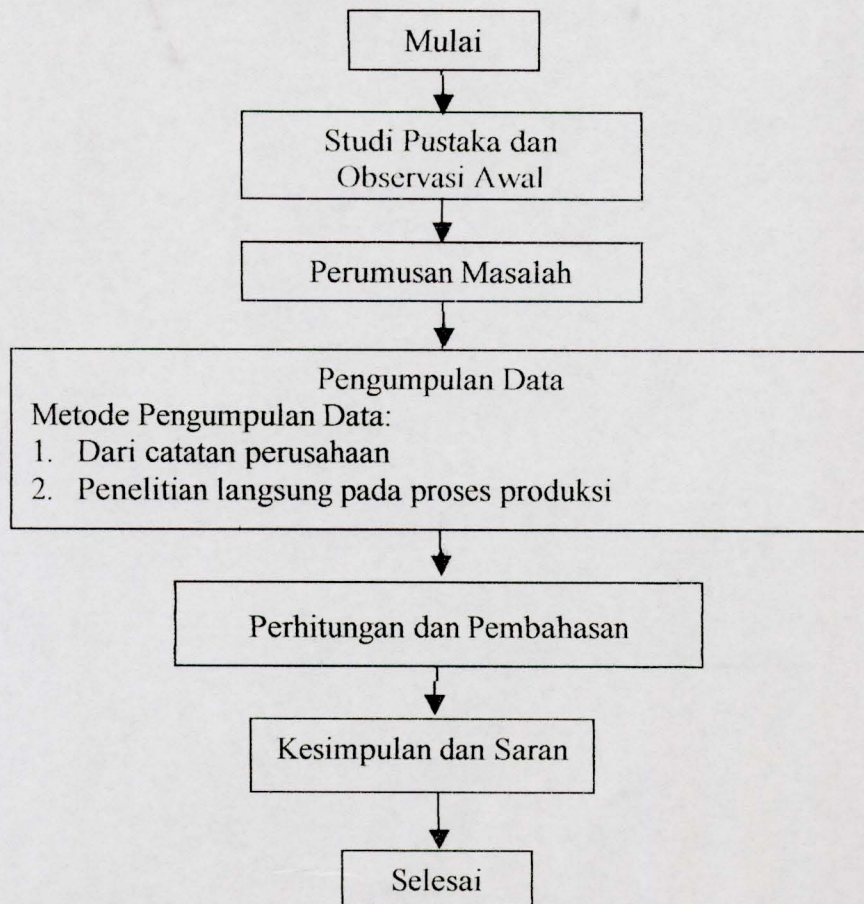 Mulai
Studi Pustaka dan
Observasi Awal
Perumusan Masalah
Pengumpulan Data
Metode Pengumpulan Data:
1. Dari catatan perusahaan
2. Penelitian langsung pada proses produksi
Perhitungan dan Pembahasan
Kesimpulan dan Saran
Selesai